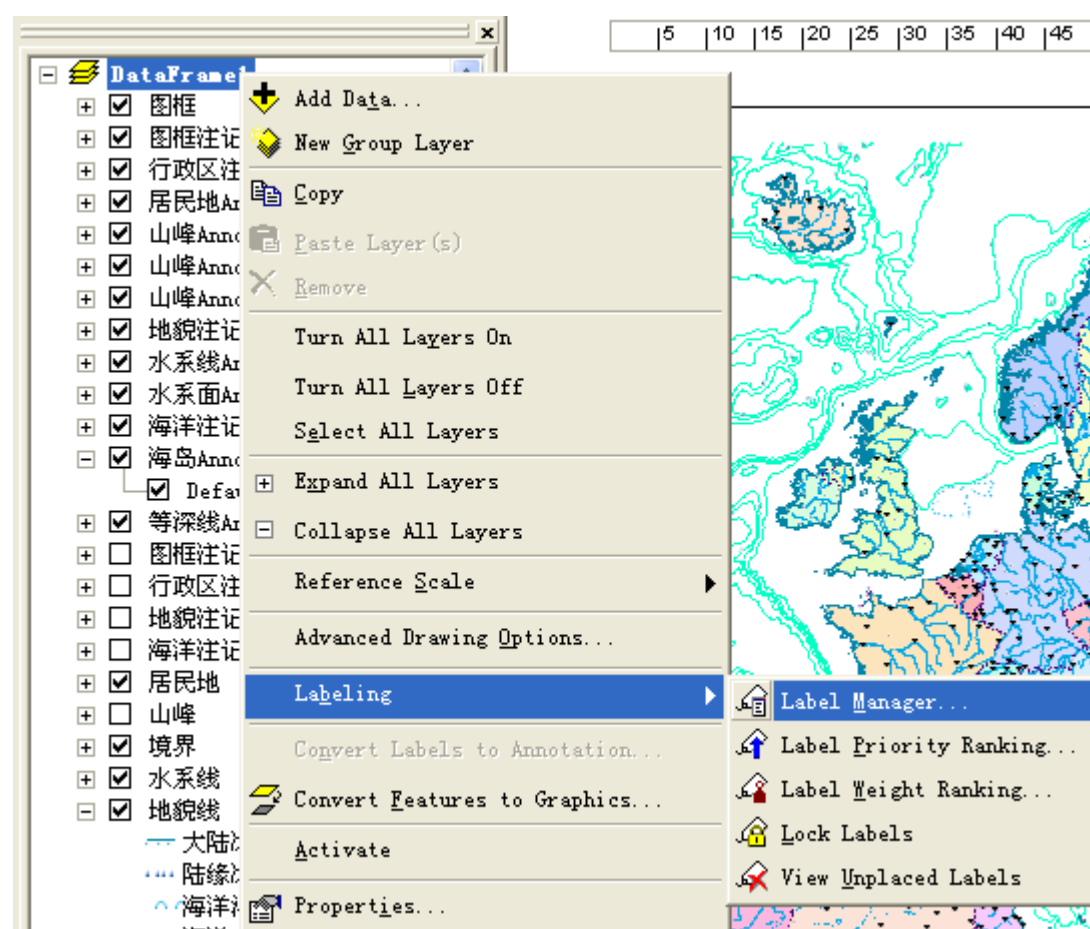 5 10 15 20 25 30 35 40 45
DataFrame
图框
图框注记
行政区注
居民地An
山峰Anno
山峰Anno
山峰Anno
地貌注记
水系线An
水系面An
海洋注记
海岛Anno
Defau
等深线An
图框注记
行政区注
地貌注记
海洋注记
居民地
山峰
境界
水系线
地貌线
大陆
陆缘
海洋
Add Data...
New Group Layer
Copy
Paste Layer(s)
Remove
Turn All Layers On
Turn All Layers Off
Select All Layers
Expand All Layers
Collapse All Layers
Reference Scale
Advanced Drawing Options...
Labeling
Convert Labels to Annotation...
Convert Features to Graphics...
Activate
Properties...
Label Manager...
Label Priority Ranking...
Label Weight Ranking...
Lock Labels
View Unplaced Labels